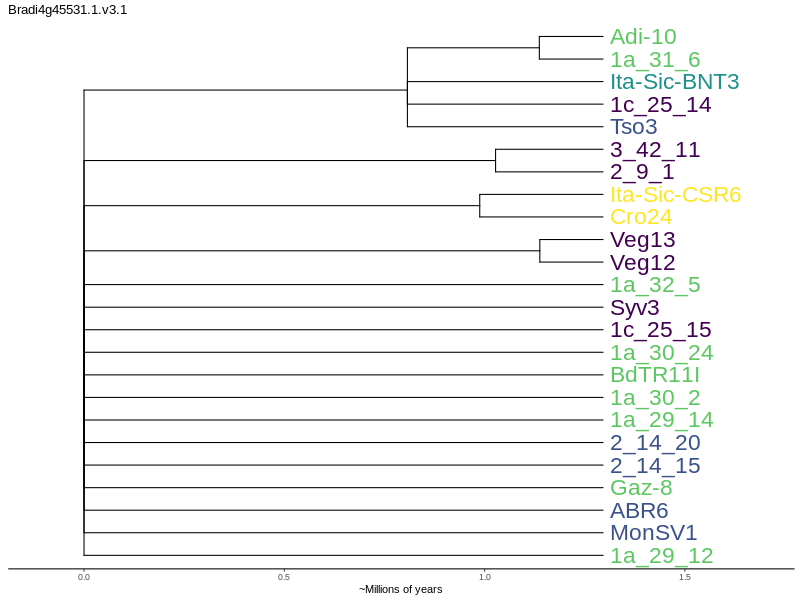 Bradi4g45531.1.v3.1
Adi-10
1a_31_6
Ita-Sic-BNT3
1c_25_14
Tso3
3_42_11
2_9_1
Ita-Sic-CSR6
Cro24
Veg13
Veg12
1a_32_5
Syv3
1c_25_15
1a_30_24
BdTR11I
1a_30_2
1a_29_14
2_14_20
2_14_15
Gaz-8
ABR6
MonSV1
1a_29_12
0.0 0.5 1.0 1.5
~Millions of years